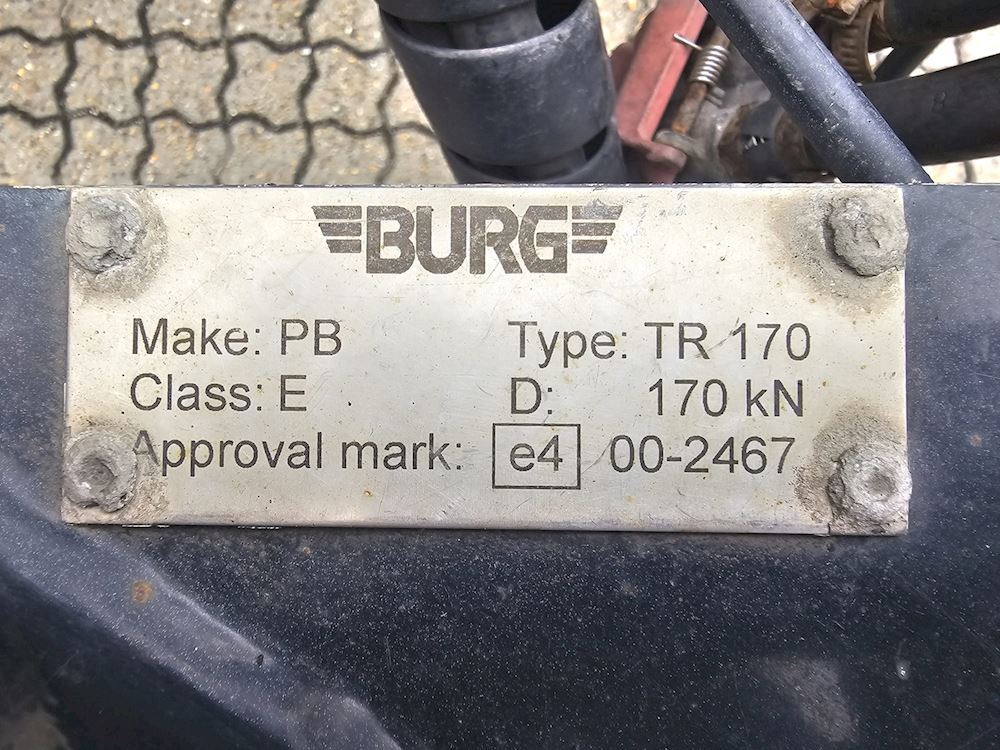 BURG
Make: PB Type: TR 170
Class: E D: 170 kN
Approval mark: e4 00-2467